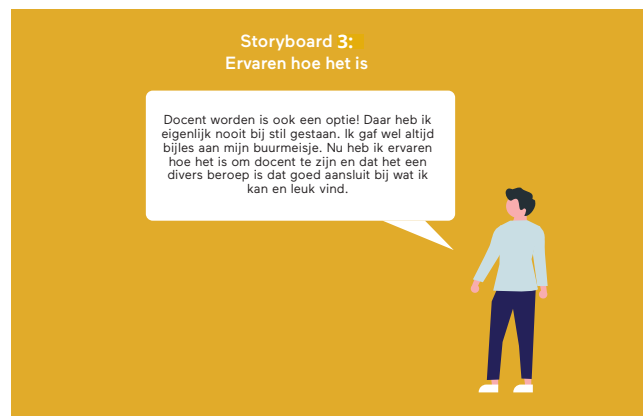 Storyboard 3:
Ervaren hoe het is
Docent worden is ook een optie! Daar heb ik
eigenlijk nooit bij stil gestaan. Ik gaf wel altijd
bijles aan mijn buurmeisje. Nu heb ik ervaren
hoe het is om docent te zijn en dat het een
divers beroep is dat goed aansluit bij wat ik
kan en leuk vind.